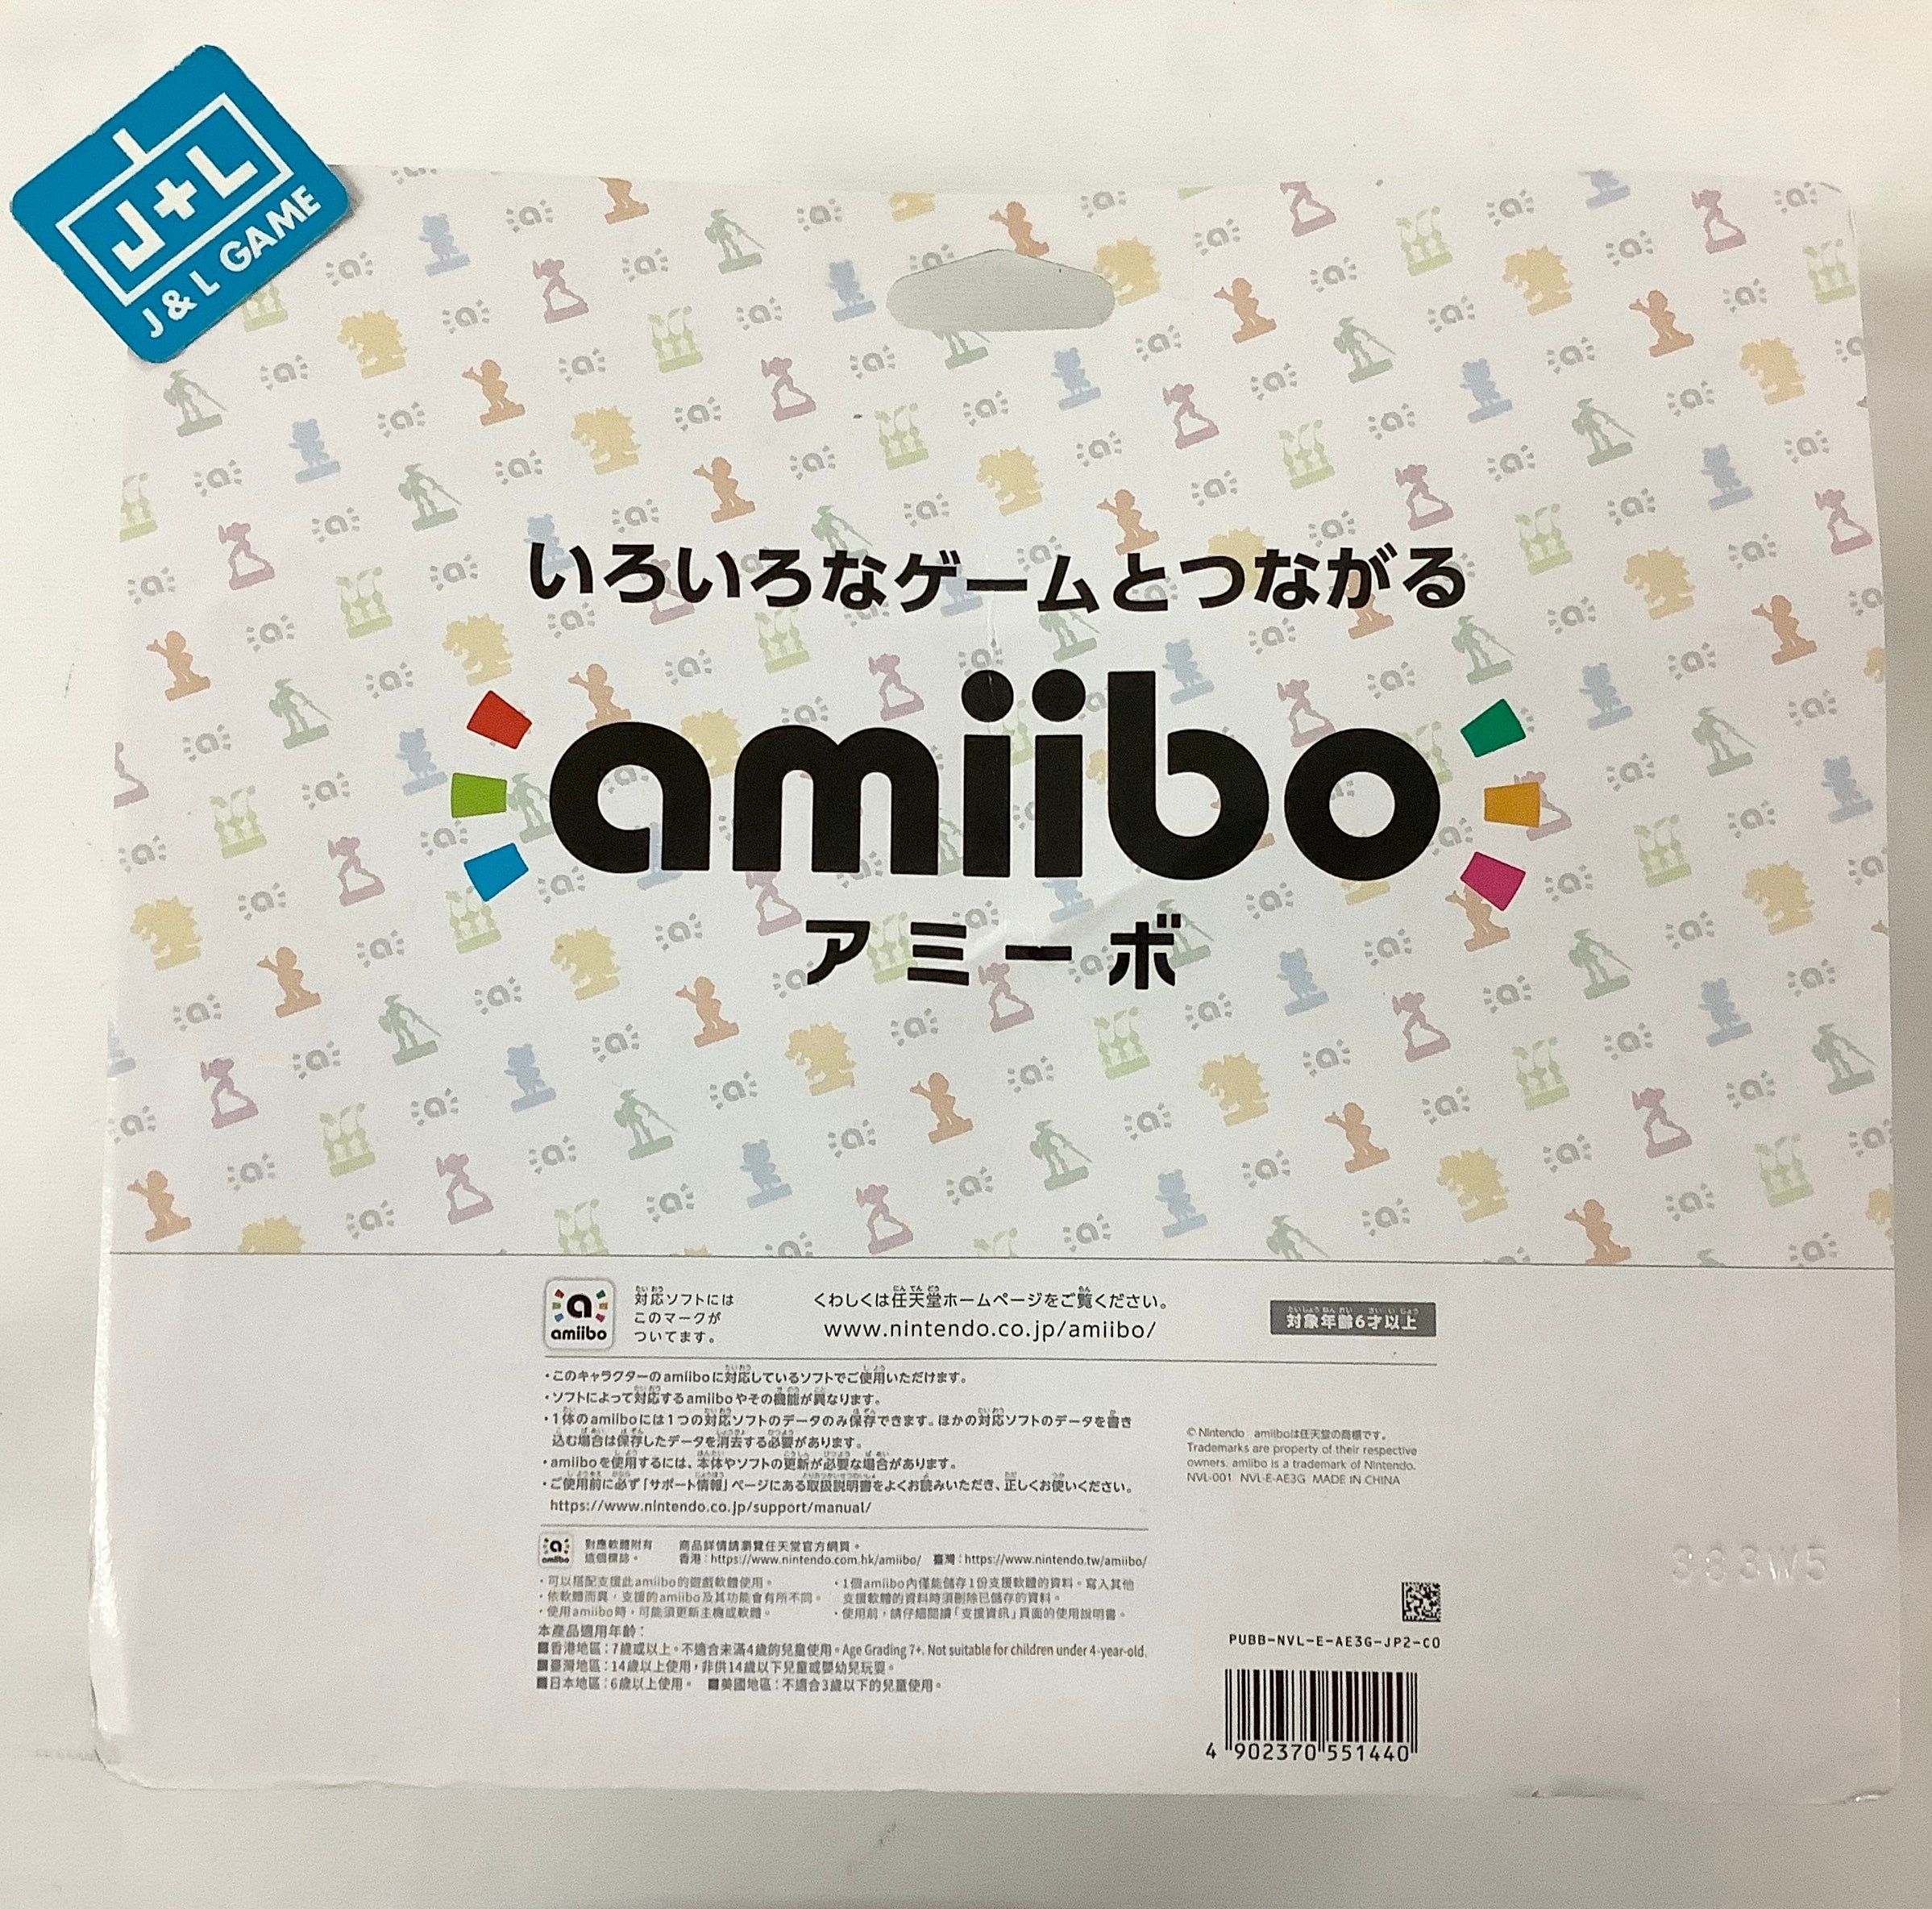 J+L
J & L GAME
いろいろなゲームとつながる
amiibo
アミーボ
a
amiibo
対応ソフトには
このマークが
ついてます。
くわしくは任天堂ホームページをご覧ください。
www.nintendo.co.jp/amiibo/
対象年齢6才以上
・このキャラクターのamiiboに対応しているソフトでご使用いただけます。
・ソフトによって対応するamiiboやその機能が異なります。
・1体のamiiboには1つの対応ソフトのデータのみ保存できます。ほかの対応ソフトのデータを書き
込む場合は保存したデータを消去する必要があります。
・amiiboを使用するには、本体やソフトの更新が必要な場合があります。
・ご使用前に必ず「サポート情報」ページにある取扱説明書をよくお読みいただき、正しくお使いください。
https://www.nintendo.co.jp/support/manual/
© Nintendo amiiboは任天堂の商標です。
Trademarks are property of their respective
owners. amiibo is a trademark of Nintendo.
NVL-001 NVL-E-AE3G MADE IN CHINA
a
amiibo
對應軟體附有
這個標誌。
商品詳情請瀏覽任天堂官方網頁。
香港：https://www.nintendo.com.hk/amiibo/ 臺灣：https://www.nintendo.tw/amiibo/
・可以搭配支援此amiibo的遊戲軟體使用。
・依軟體而異，支援的amiibo及其功能會有所不同。
・使用amiibo時，可能須更新主機或軟體。
・1個amiibo內僅能儲存1份支援軟體的資料。寫入其他
支援軟體的資料時須刪除已儲存的資料。
・使用前，請仔細閱讀「支援資訊」頁面的使用說明書。
本產品適用年齡：
■香港地區：7歲或以上。不適合未滿4歲的兒童使用。Age Grading 7+. Not suitable for children under 4-year-old.
■臺灣地區：14歲以上使用，非供14歲以下兒童或嬰幼兒玩耍。
■日本地區：6歲以上使用。 ■美國地區：不適合3歲以下的兒童使用。
383W5
PUBB-NVL-E-AE3G-JP2-C0
4 902370 551440